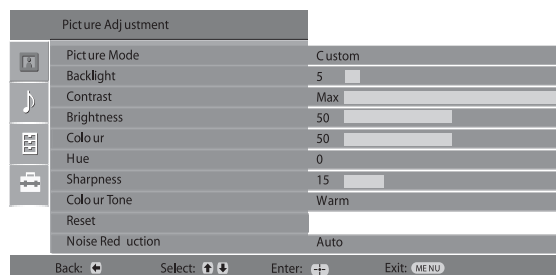 Picture Adjustment
Picture Mode Custom
Backlight 5
Contrast Max
Brightness 50
Colour 50
Hue 0
Sharpness 15
Colour Tone Warm
Reset
Noise Reduction Auto
Back: Select: Enter: Exit: MENU